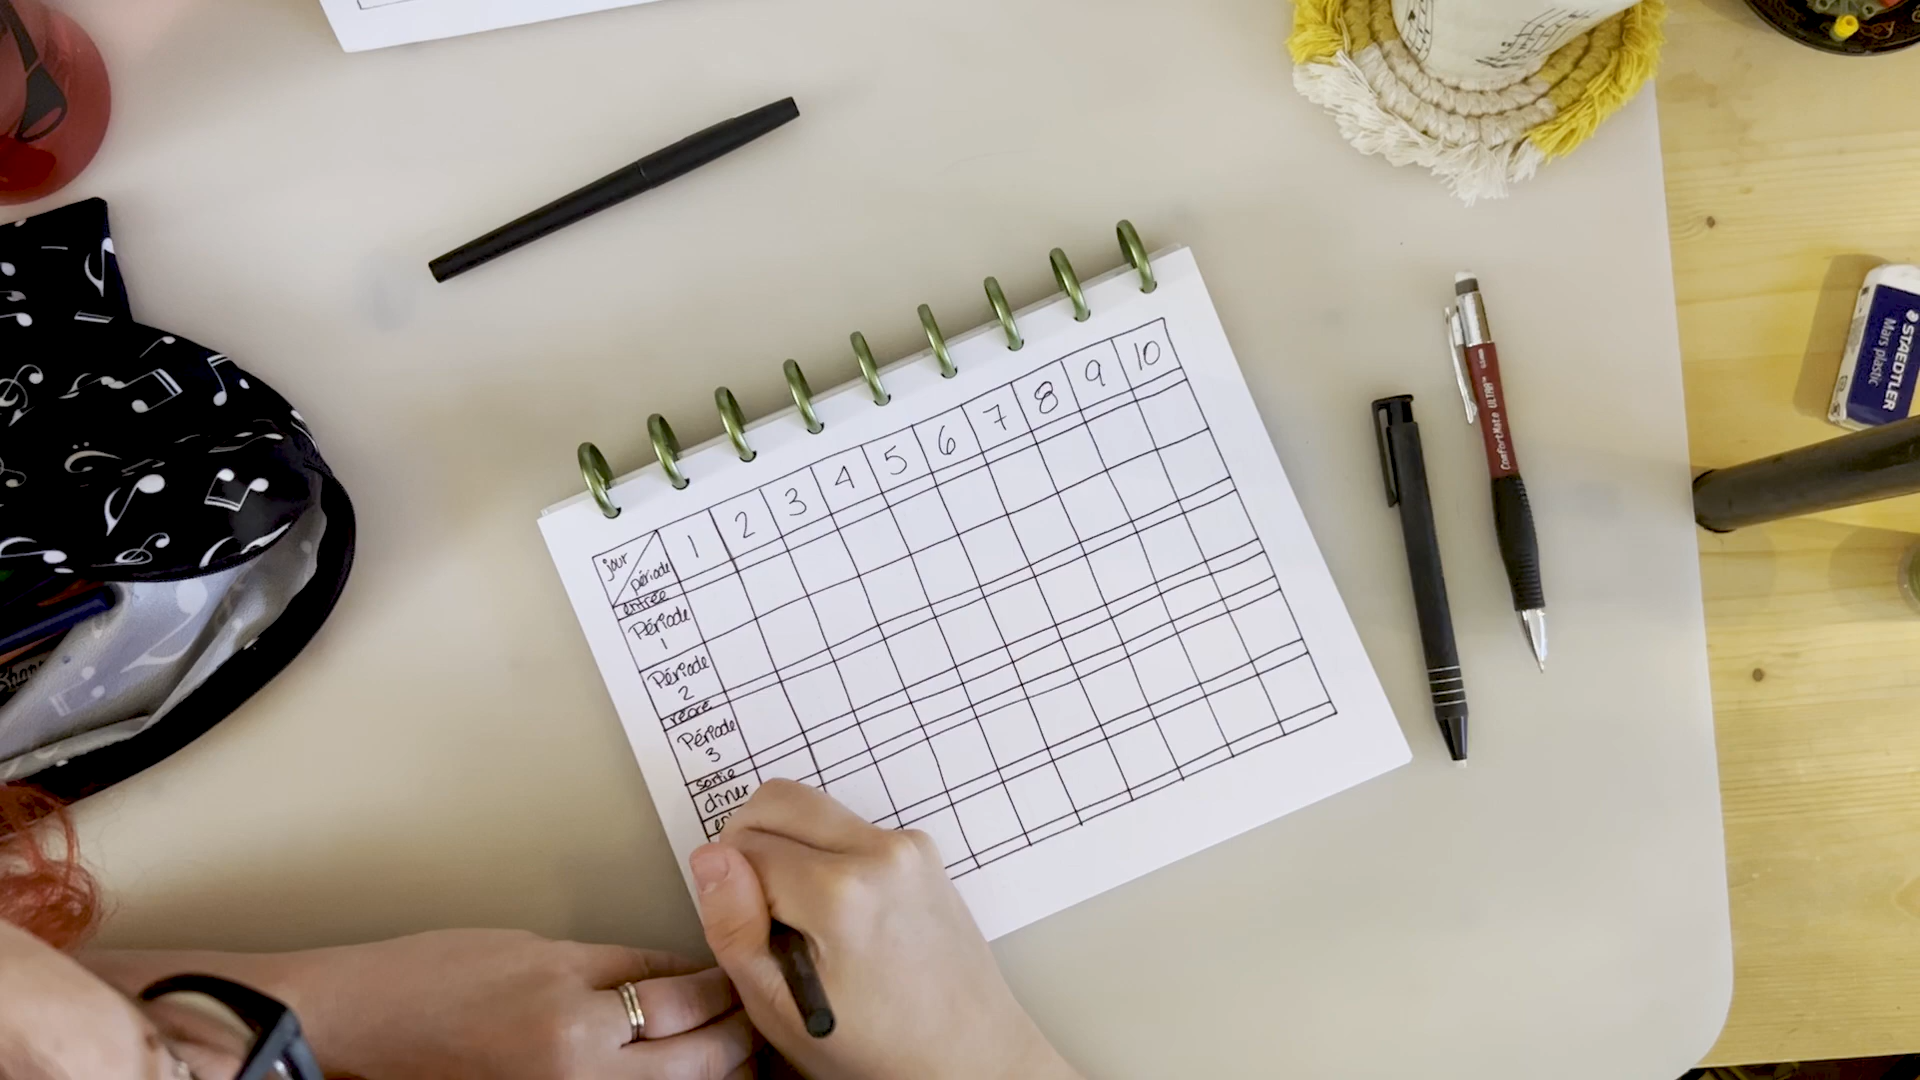 jour
période
1 2 3 4 5 6 7 8 9 10
entrée
Période
1
Période
2
récré
Période
3
sortie
dîner
STAEDTLER
Mars plastic
ComfortMate ULTRA